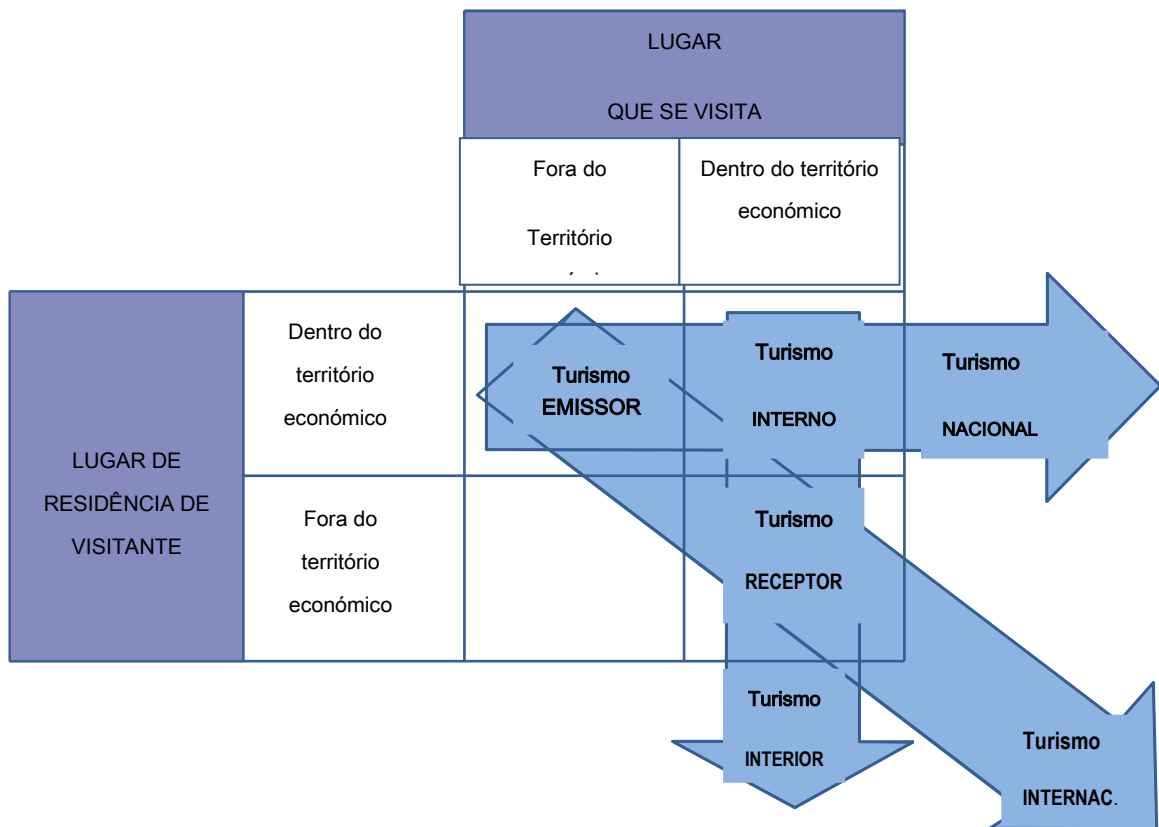 LUGAR
QUE SE VISITA
Fora do
Território
Dentro do território
económico
Dentro do
território
económico
Turismo
EMISSOR
Turismo
INTERNO
Turismo
NACIONAL
LUGAR DE
RESIDÊNCIA DE
VISITANTE
Fora do
território
económico
Turismo
RECEPTOR
Turismo
INTERIOR
Turismo
INTERNAC.